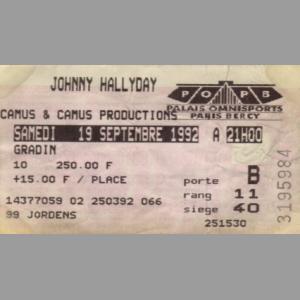 JOHNNY HALLYDAY
POPB
PALAIS OMNISPORTS
PARIS BERCY
CAMUS & CAMUS PRODUCTIONS
SAMEDI 19 SEPTEMBRE 1992 A 21H00
GRADIN
10 250.00 F
+15.00 F / PLACE
porte B
rang 11
siege 40
14377059 02 250392 066
99 JORDENS
251530
3195984